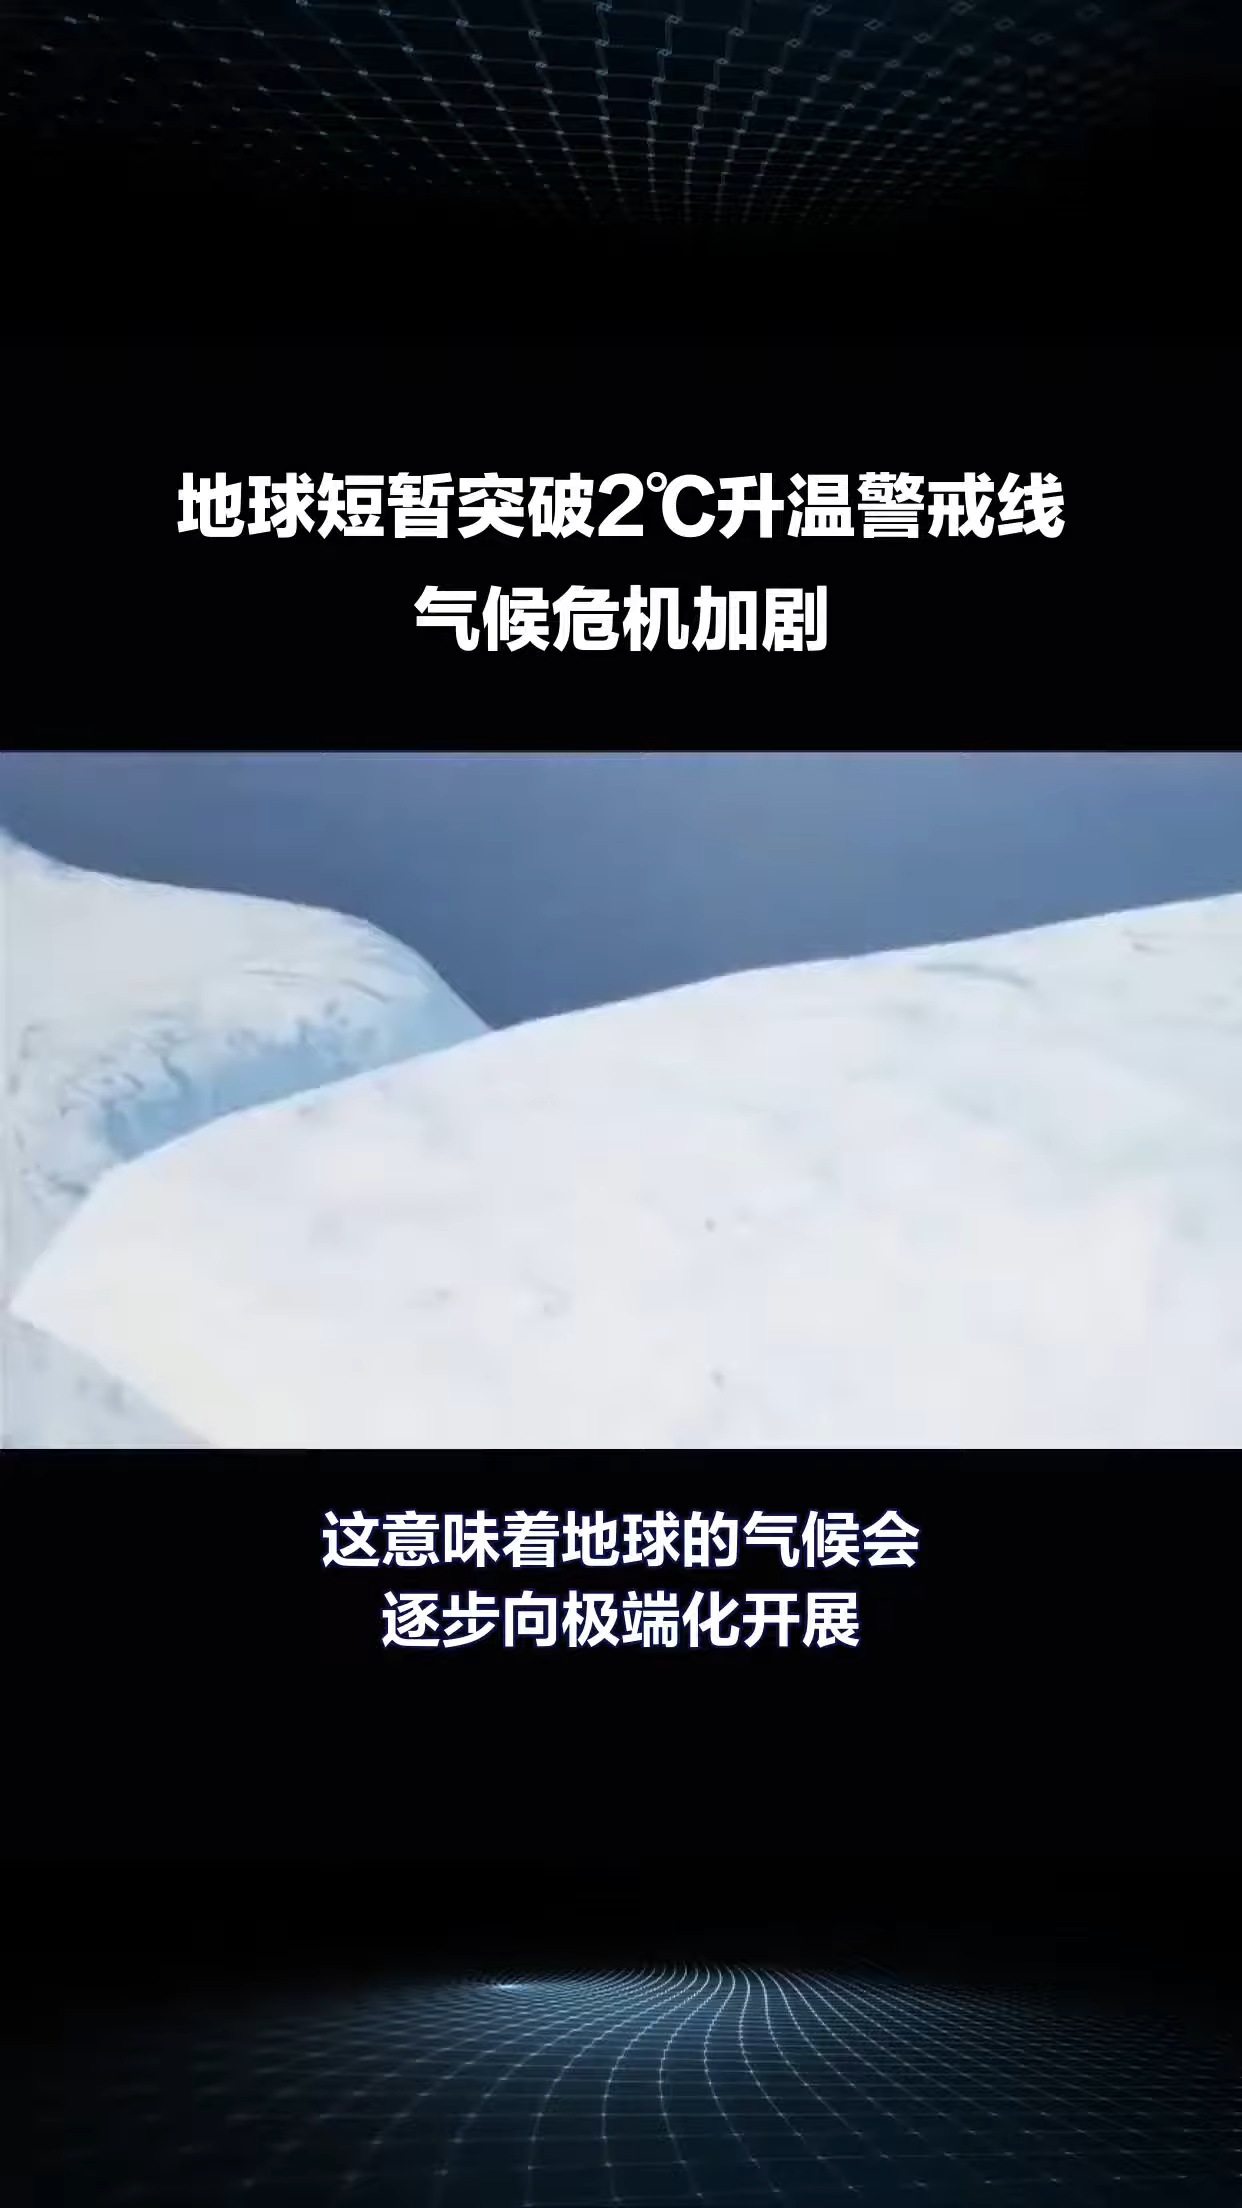 地球短暂突破2℃升温警戒线
气候危机加剧
这意味着地球的气候会
逐步向极端化开展